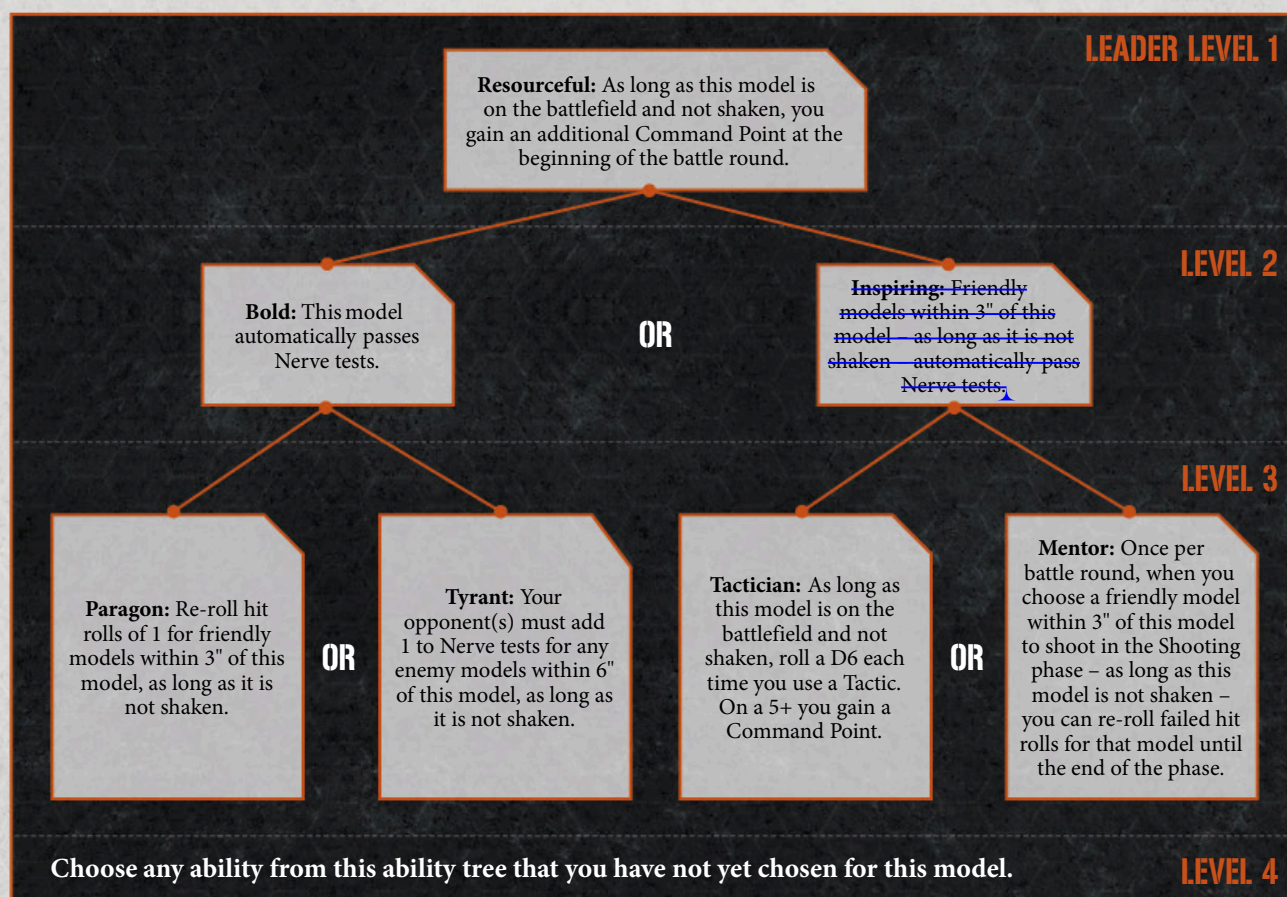 LEADER LEVEL 1
Resourceful: As long as this model is
on the battlefield and not shaken, you
gain an additional Command Point at the
beginning of the battle round.
LEVEL 2
Bold: This model
automatically passes
Nerve tests.
OR
Inspiring: Friendly
models within 3" of this
model – as long as it is not
shaken – automatically pass
Nerve tests.
LEVEL 3
Paragon: Re-roll hit
rolls of 1 for friendly
models within 3" of this
model, as long as it is
not shaken.
OR
Tyrant: Your
opponent(s) must add
1 to Nerve tests for any
enemy models within 6"
of this model, as long as
it is not shaken.
Tactician: As long as
this model is on the
battlefield and not
shaken, roll a D6 each
time you use a Tactic.
On a 5+ you gain a
Command Point.
OR
Mentor: Once per
battle round, when you
choose a friendly model
within 3" of this model
to shoot in the Shooting
phase – as long as this
model is not shaken –
you can re-roll failed hit
rolls for that model until
the end of the phase.
Choose any ability from this ability tree that you have not yet chosen for this model.
LEVEL 4